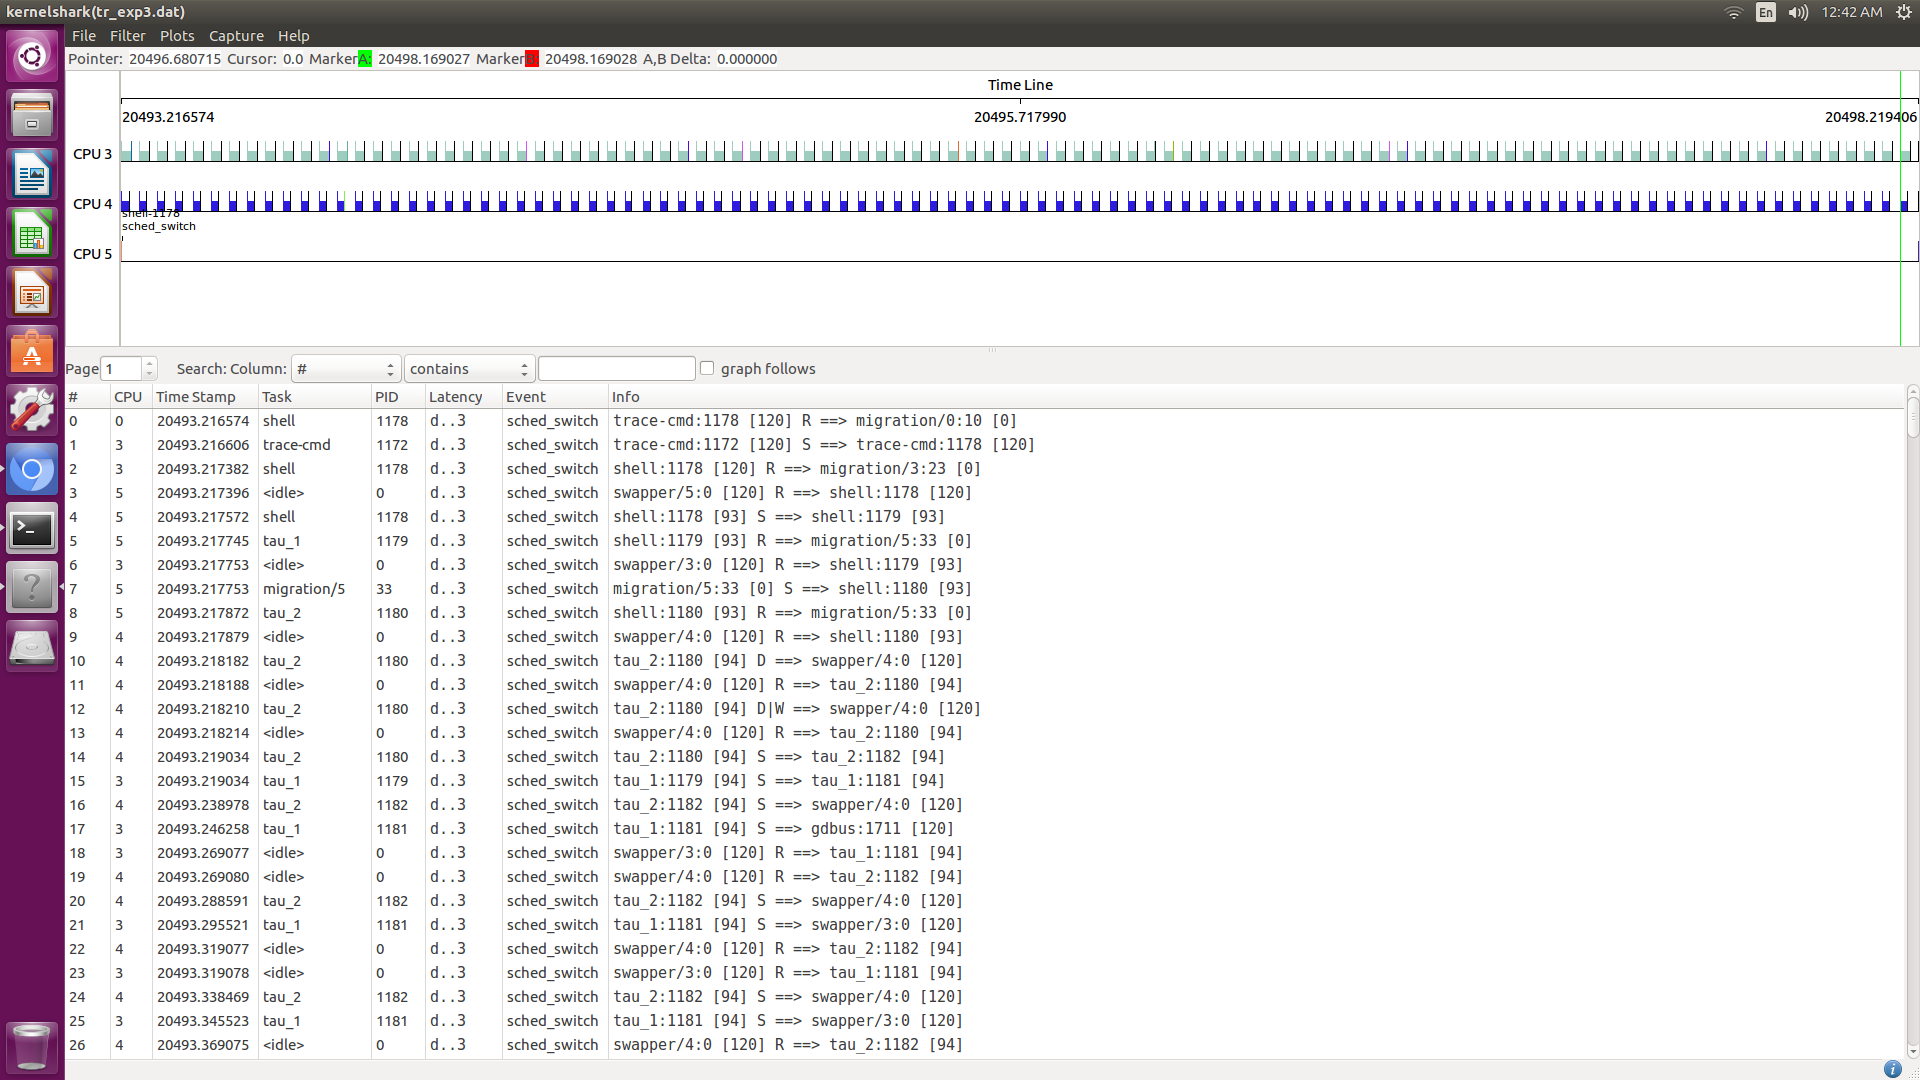 kernelshark(tr_exp3.dat)
En 12:42 AM
File Filter Plots Capture Help
Pointer: 20496.680715 Cursor: 0.0 Marker A: 20498.169027 Marker B: 20498.169028 A,B Delta: 0.000000
Time Line
20493.216574 20495.717990 20498.219406
CPU 3
CPU 4
shell-1178
sched_switch
CPU 5
Page 1 Search: Column: # contains graph follows
# CPU Time Stamp Task PID Latency Event Info
0 0 20493.216574 shell 1178 d..3 sched_switch trace-cmd:1178 [120] R ==> migration/0:10 [0]
1 3 20493.216606 trace-cmd 1172 d..3 sched_switch trace-cmd:1172 [120] S ==> trace-cmd:1178 [120]
2 3 20493.217382 shell 1178 d..3 sched_switch shell:1178 [120] R ==> migration/3:23 [0]
3 5 20493.217396 <idle> 0 d..3 sched_switch swapper/5:0 [120] R ==> shell:1178 [120]
4 5 20493.217572 shell 1178 d..3 sched_switch shell:1178 [93] S ==> shell:1179 [93]
5 5 20493.217745 tau_1 1179 d..3 sched_switch shell:1179 [93] R ==> migration/5:33 [0]
6 3 20493.217753 <idle> 0 d..3 sched_switch swapper/3:0 [120] R ==> shell:1179 [93]
7 5 20493.217753 migration/5 33 d..3 sched_switch migration/5:33 [0] S ==> shell:1180 [93]
8 5 20493.217872 tau_2 1180 d..3 sched_switch shell:1180 [93] R ==> migration/5:33 [0]
9 4 20493.217879 <idle> 0 d..3 sched_switch swapper/4:0 [120] R ==> shell:1180 [93]
10 4 20493.218182 tau_2 1180 d..3 sched_switch tau_2:1180 [94] D ==> swapper/4:0 [120]
11 4 20493.218188 <idle> 0 d..3 sched_switch swapper/4:0 [120] R ==> tau_2:1180 [94]
12 4 20493.218210 tau_2 1180 d..3 sched_switch tau_2:1180 [94] D|W ==> swapper/4:0 [120]
13 4 20493.218214 <idle> 0 d..3 sched_switch swapper/4:0 [120] R ==> tau_2:1180 [94]
14 4 20493.219034 tau_2 1180 d..3 sched_switch tau_2:1180 [94] S ==> tau_2:1182 [94]
15 3 20493.219034 tau_1 1179 d..3 sched_switch tau_1:1179 [94] S ==> tau_1:1181 [94]
16 4 20493.238978 tau_2 1182 d..3 sched_switch tau_2:1182 [94] S ==> swapper/4:0 [120]
17 3 20493.246258 tau_1 1181 d..3 sched_switch tau_1:1181 [94] S ==> gdbus:1711 [120]
18 3 20493.269077 <idle> 0 d..3 sched_switch swapper/3:0 [120] R ==> tau_1:1181 [94]
19 4 20493.269080 <idle> 0 d..3 sched_switch swapper/4:0 [120] R ==> tau_2:1182 [94]
20 4 20493.288591 tau_2 1182 d..3 sched_switch tau_2:1182 [94] S ==> swapper/4:0 [120]
21 3 20493.295521 tau_1 1181 d..3 sched_switch tau_1:1181 [94] S ==> swapper/3:0 [120]
22 4 20493.319077 <idle> 0 d..3 sched_switch swapper/4:0 [120] R ==> tau_2:1182 [94]
23 3 20493.319078 <idle> 0 d..3 sched_switch swapper/3:0 [120] R ==> tau_1:1181 [94]
24 4 20493.338469 tau_2 1182 d..3 sched_switch tau_2:1182 [94] S ==> swapper/4:0 [120]
25 3 20493.345523 tau_1 1181 d..3 sched_switch tau_1:1181 [94] S ==> swapper/3:0 [120]
26 4 20493.369075 <idle> 0 d..3 sched_switch swapper/4:0 [120] R ==> tau_2:1182 [94]